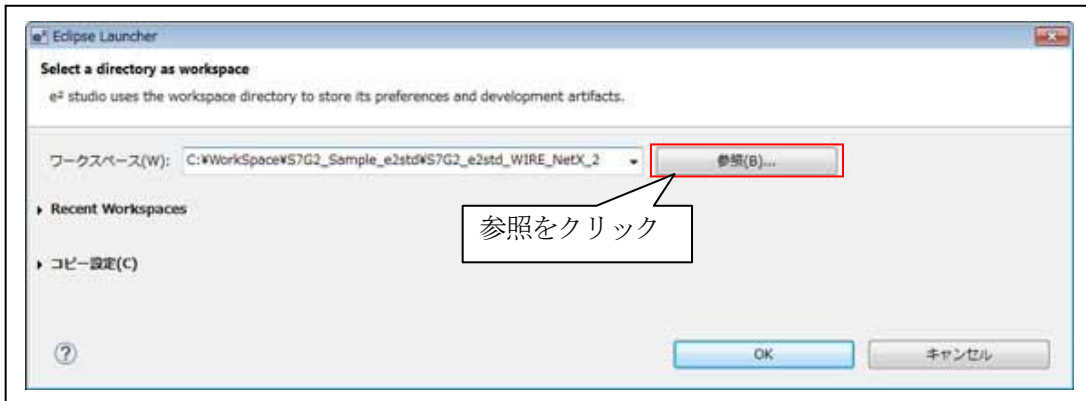 e² Eclipse Launcher
Select a directory as workspace
e² studio uses the workspace directory to store its preferences and development artifacts.
ワークスペース(W): C:¥WorkSpace¥S7G2_Sample_e2std¥S7G2_e2std_WIRE_NetX_2 参照(B)...
参照をクリック
Recent Workspaces
コピー設定(C)
? OK キャンセル